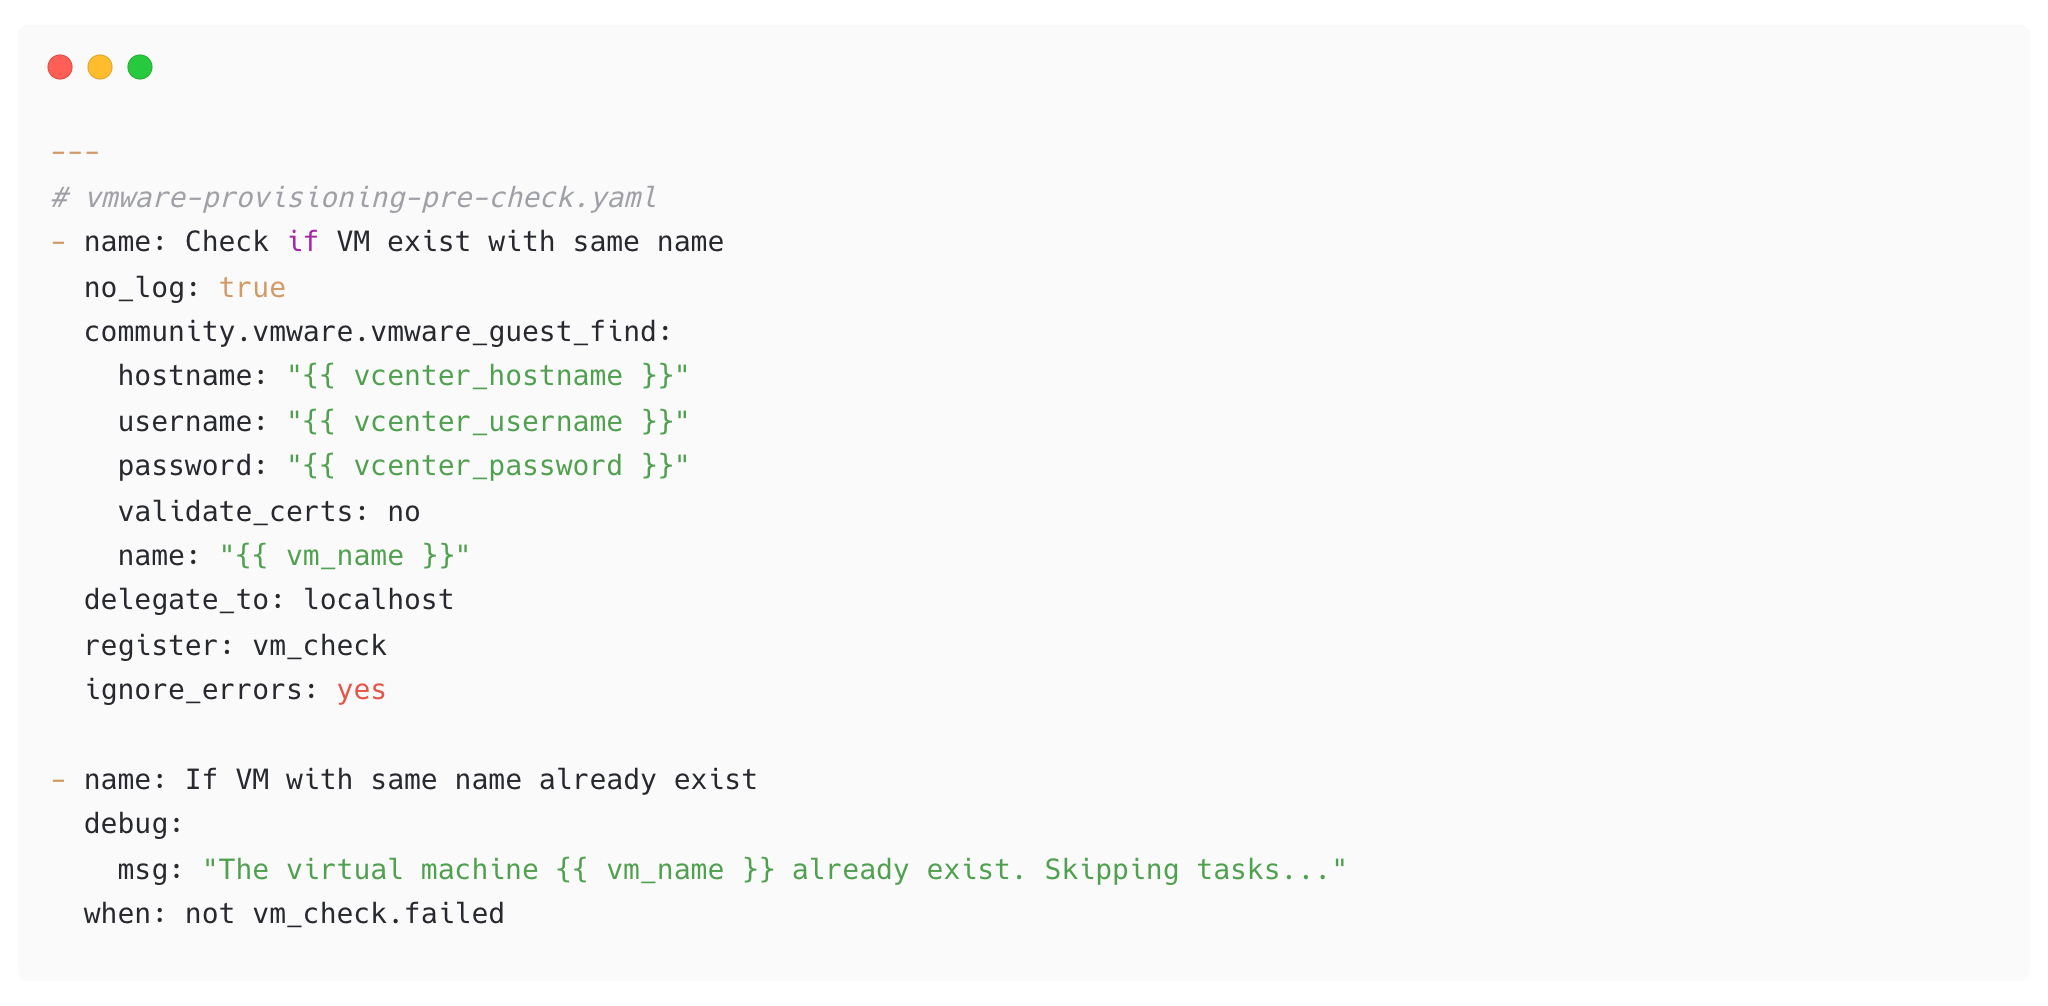 ---
# vmware-provisioning-pre-check.yaml
- name: Check if VM exist with same name
  no_log: true
  community.vmware.vmware_guest_find:
    hostname: "{{ vcenter_hostname }}"
    username: "{{ vcenter_username }}"
    password: "{{ vcenter_password }}"
    validate_certs: no
    name: "{{ vm_name }}"
  delegate_to: localhost
  register: vm_check
  ignore_errors: yes

- name: If VM with same name already exist
  debug:
    msg: "The virtual machine {{ vm_name }} already exist. Skipping tasks..."
  when: not vm_check.failed